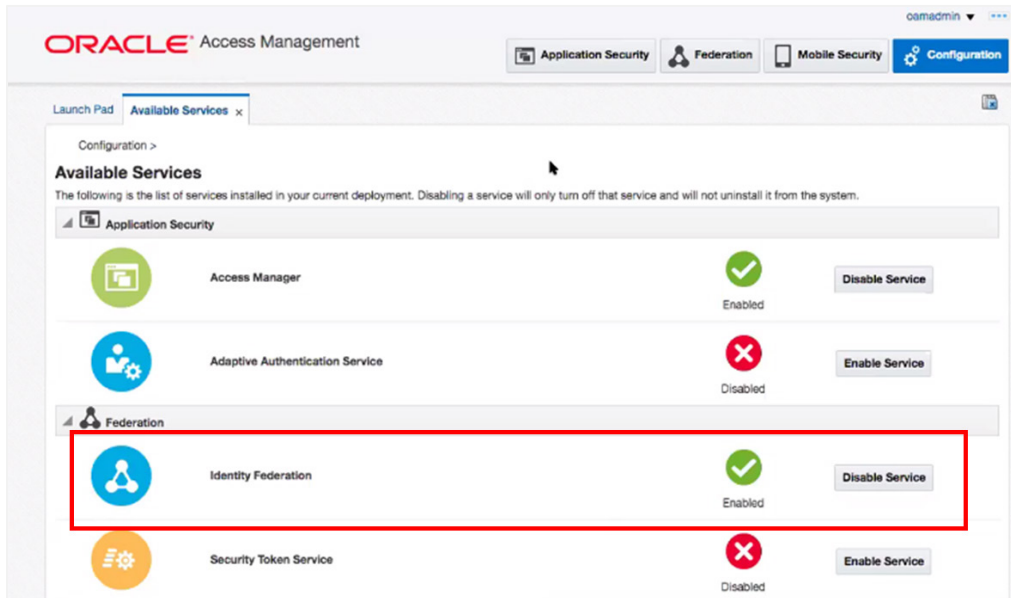 oamadmin
ORACLE Access Management
Application Security
Federation
Mobile Security
Configuration
Launch Pad
Available Services x
Configuration >
Available Services
The following is the list of services installed in your current deployment. Disabling a service will only turn off that service and will not uninstall it from the system.
Application Security
Access Manager
Enabled
Disable Service
Adaptive Authentication Service
Disabled
Enable Service
Federation
Identity Federation
Enabled
Disable Service
Security Token Service
Disabled
Enable Service